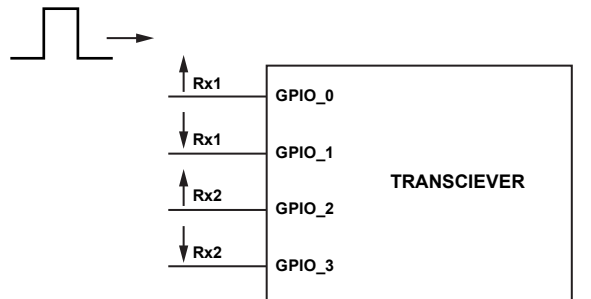 Rx1
GPIO_0
Rx1
GPIO_1
TRANSCIEVER
Rx2
GPIO_2
Rx2
GPIO_3